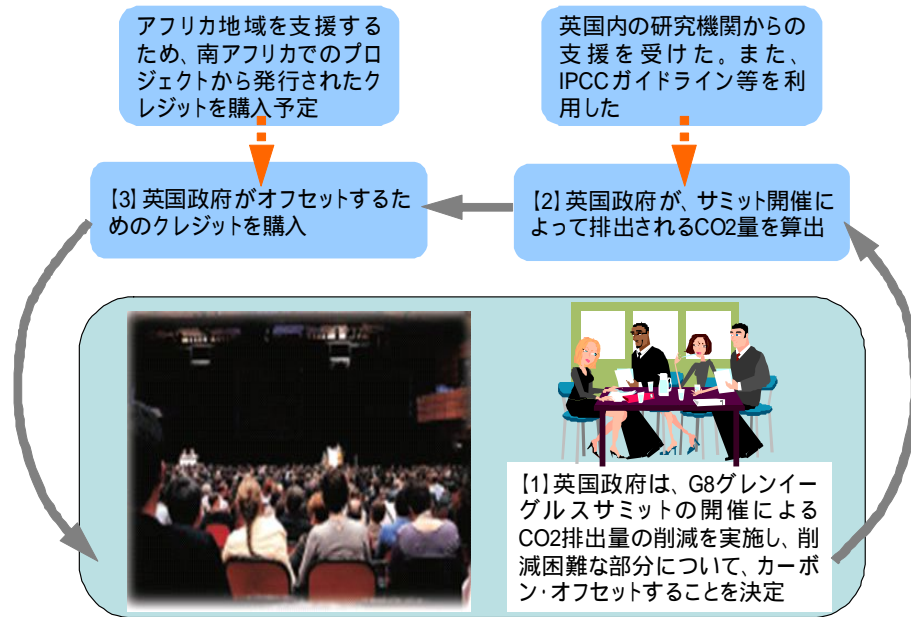 アフリカ地域を支援する
ため、南アフリカでのプロ
ジェクトから発行されたク
レジットを購入予定
英国内の研究機関からの
支援を受けた。また、
IPCCガイドライン等を利
用した
【3】英国政府がオフセットするた
めのクレジットを購入
【2】英国政府が、サミット開催に
よって排出されるCO2量を算出
【1】英国政府は、G8グレンイー
グルスサミットの開催による
CO2排出量の削減を実施し、削
減困難な部分について、カーボ
ン・オフセットすることを決定